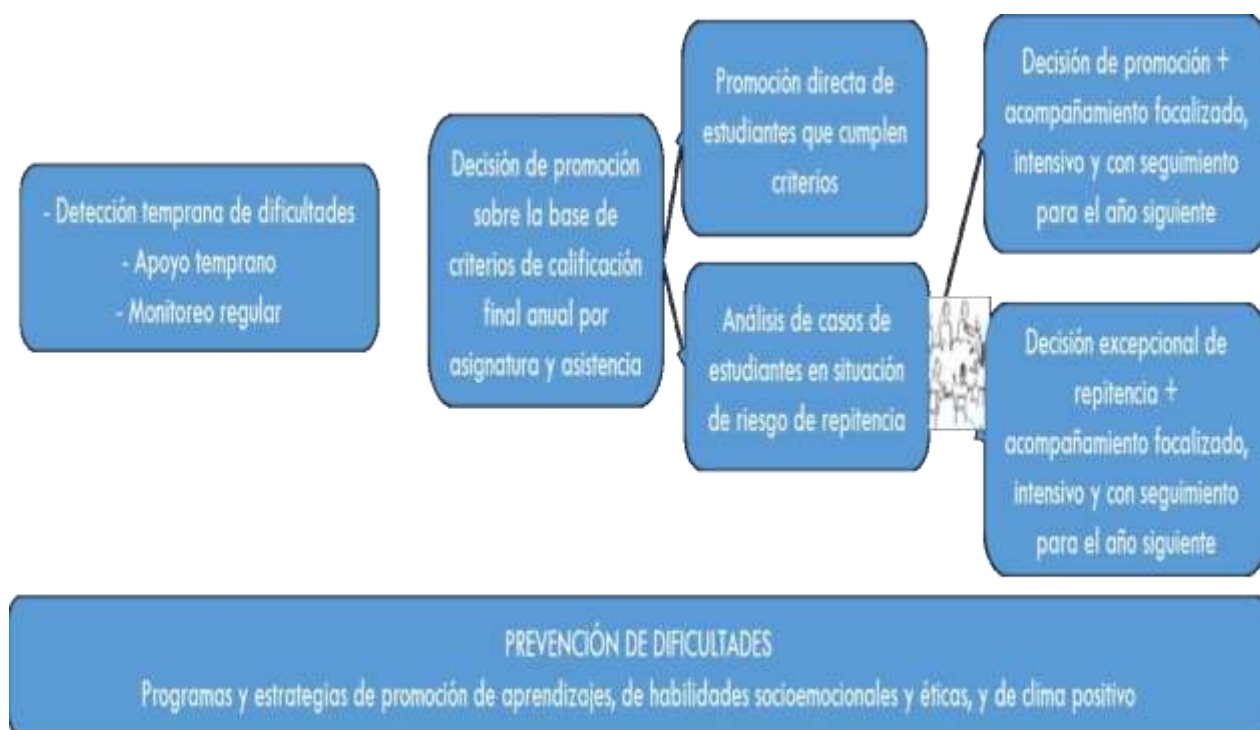 - Detección temprana de dificultades
- Apoyo temprano
- Monitoreo regular
Decisión de promoción
sobre la base de
criterios de calificación
final anual por
asignatura y asistencia
Promoción directa de
estudiantes que cumplen
criterios
Análisis de casos de
estudiantes en situación
de riesgo de repitencia
Decisión de promoción +
acompañamiento focalizado,
intensivo y con seguimiento
para el año siguiente
Decisión excepcional de
repitencia +
acompañamiento focalizado,
intensivo y con seguimiento
para el año siguiente
PREVENCIÓN DE DIFICULTADES
Programas y estrategias de promoción de aprendizajes, de habilidades socioemocionales y éticas, y de clima positivo